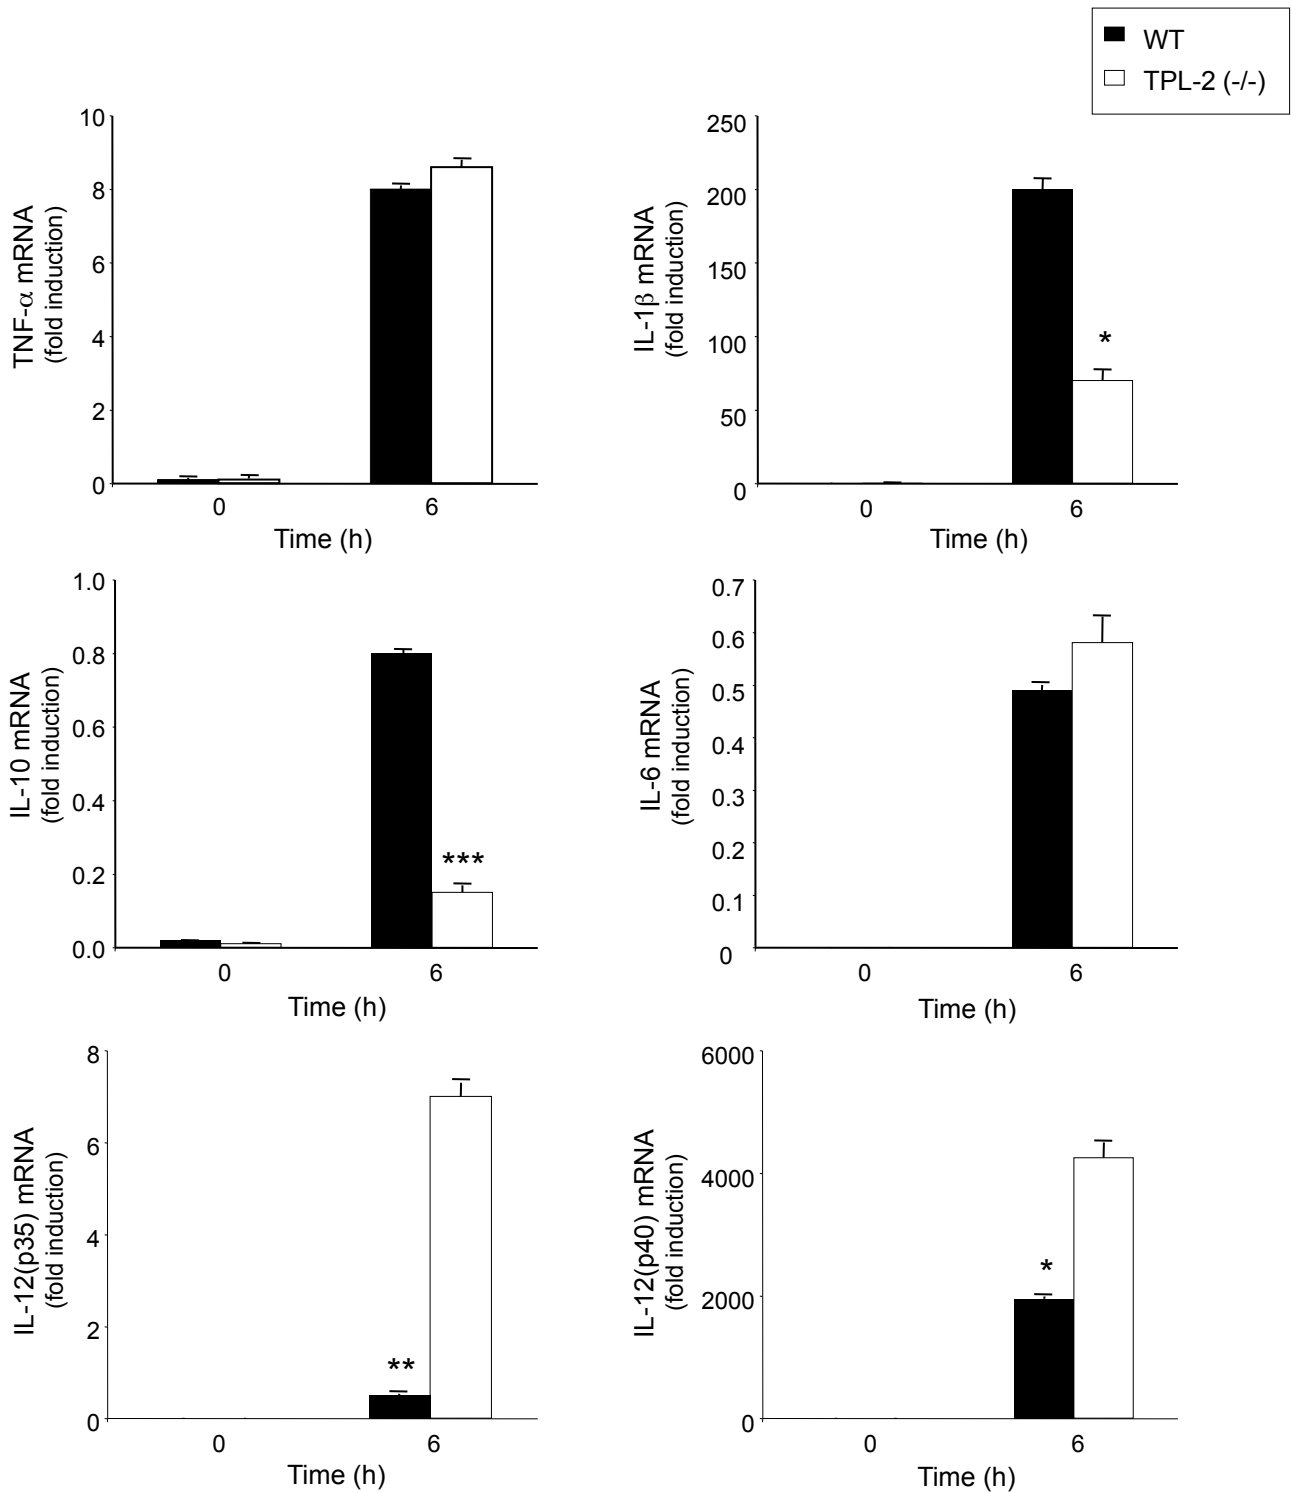 WT
TPL-2 (-/-)
TNF-α mRNA
(fold induction)
10
8
6
4
2
0
0
6
Time (h)
IL-1β mRNA
(fold induction)
250
200
150
100
50
0
*
0
6
Time (h)
IL-10 mRNA
(fold induction)
1.0
0.8
0.6
0.4
0.2
0.0
***
0
6
Time (h)
IL-6 mRNA
(fold induction)
0.7
0.6
0.5
0.4
0.3
0.2
0.1
0
0
6
Time (h)
IL-12(p35) mRNA
(fold induction)
8
6
4
2
0
**
0
6
Time (h)
IL-12(p40) mRNA
(fold induction)
6000
4000
2000
0
*
0
6
Time (h)